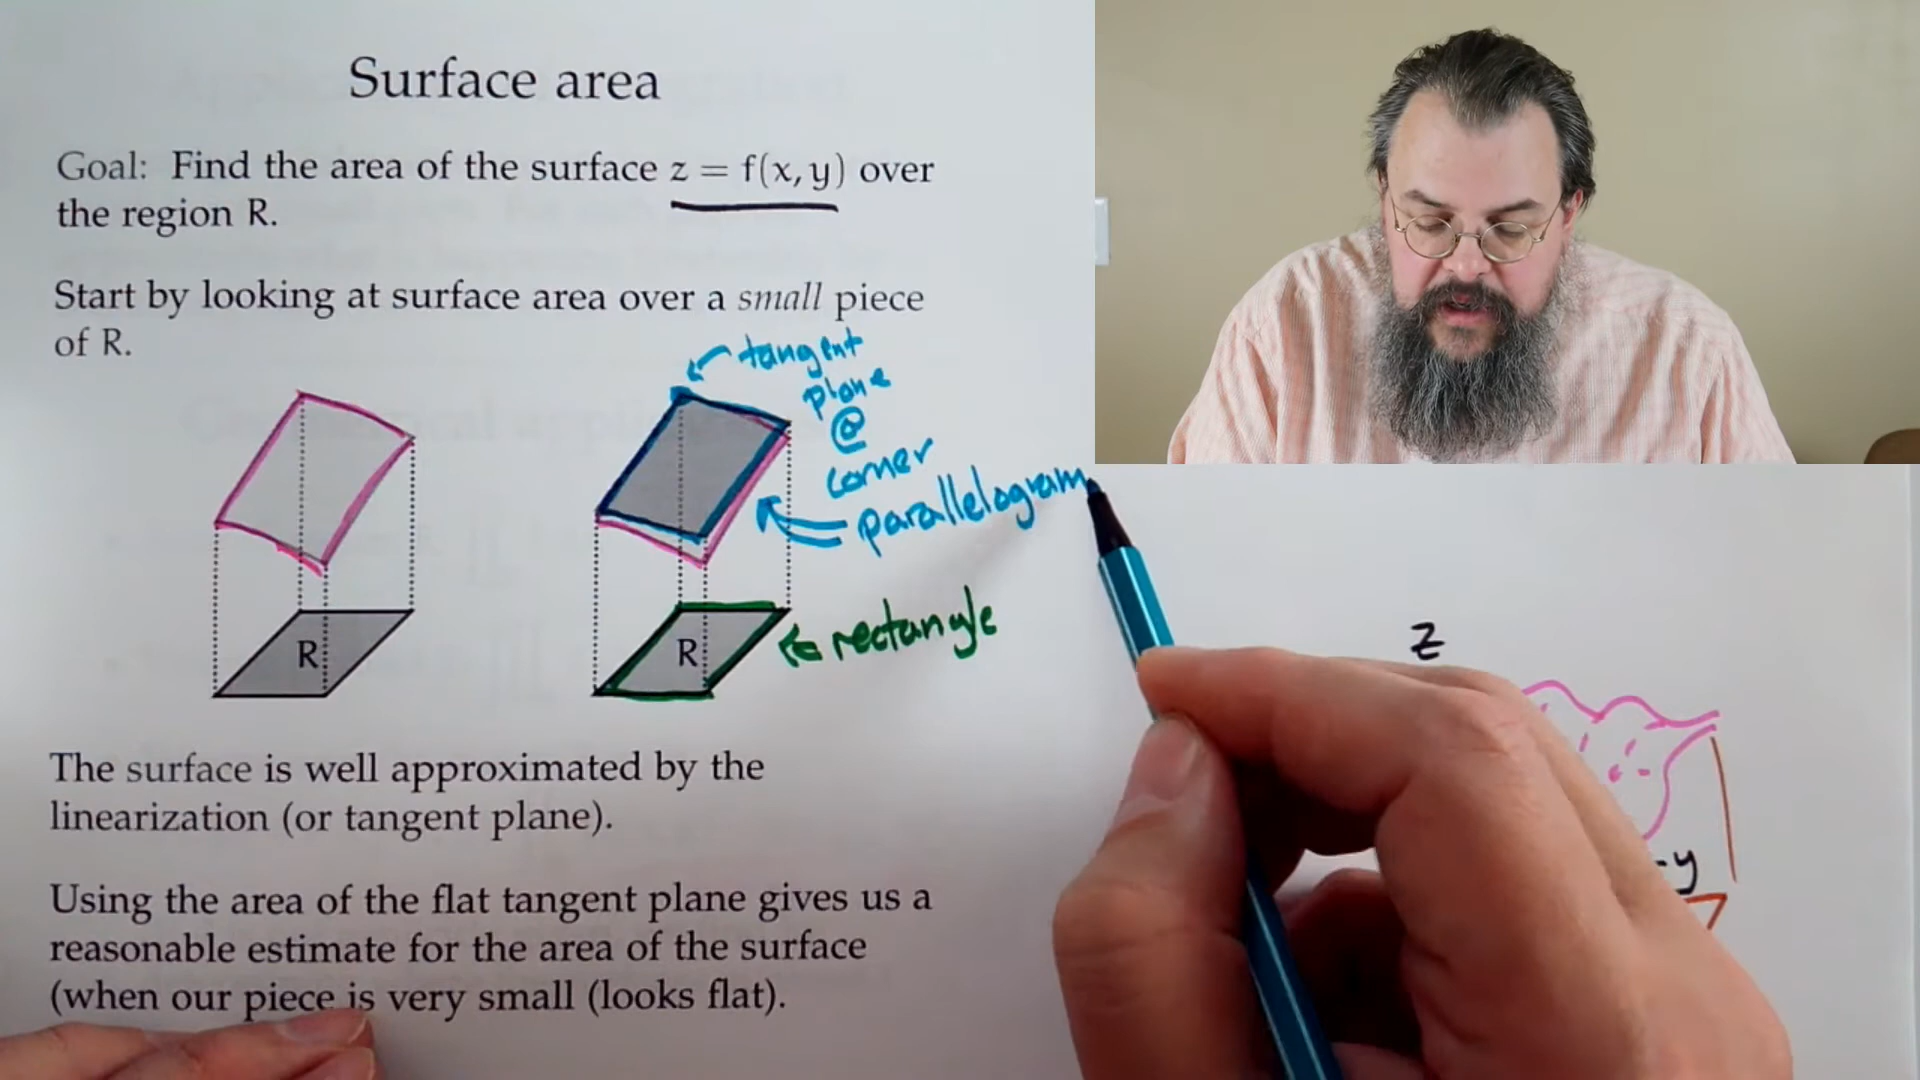 Surface area
Goal: Find the area of the surface z = f(x, y) over
the region R.
Start by looking at surface area over a small piece
of R.
tangent
plane
@
corner
parallelogram
R
R
rectangle
z
y
The surface is well approximated by the
linearization (or tangent plane).
Using the area of the flat tangent plane gives us a
reasonable estimate for the area of the surface
(when our piece is very small (looks flat).